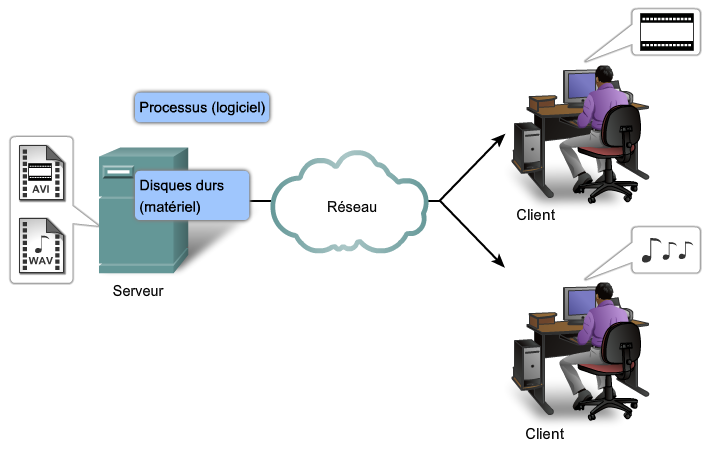 Processus (logiciel)
AVI
Disques durs
(matériel)
WAV
Réseau
Serveur
Client
Client